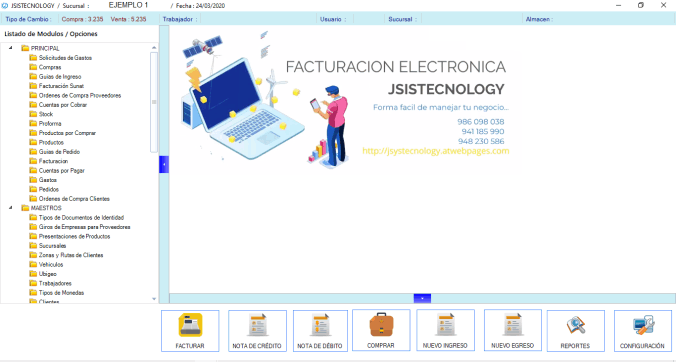 JSISTECNOLOGY / Sucursal : EJEMPLO 1 / Fecha : 24/03/2020
Tipo de Cambio : Compra : 3.235 Venta : 5.235 Trabajador : Usuario : Sucursal : Almacen :
Listado de Modulos / Opciones
PRINCIPAL
Solicitudes de Gastos
Compras
Guias de Ingreso
Facturación Sunat
Ordenes de Compra Proveedores
Cuentas por Cobrar
Stock
Proforma
Productos por Comprar
Productos
Guias de Pedido
Facturacion
Cuentas por Pagar
Gastos
Pedidos
Ordenes de Compra Clientes
MAESTROS
Tipos de Documentos de Identidad
Giros de Empresas para Proveedores
Presentaciones de Productos
Sucursales
Zonas y Rutas de Clientes
Vehiculos
Ubigeo
Trabajadores
Tipos de Monedas
Clientes
FACTURACION ELECTRONICA
JSISTECNOLOGY
Forma facil de manejar tu negocio...
986 098 038
941 185 990
948 230 586
http://jsystecnology.atwebpages.com
FACTURAR
NOTA DE CRÉDITO
NOTA DE DÉBITO
COMPRAR
NUEVO INGRESO
NUEVO EGRESO
REPORTES
CONFIGURACIÓN